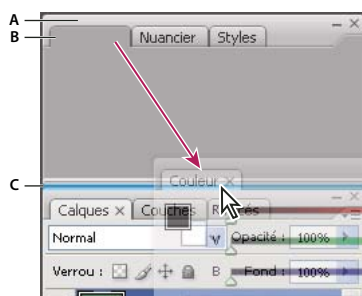 A
B
Nuancier Styles
C
Couleur ×
Calques × Couches
Normal Opacité : 100%
Verrou : B Fond : 100%